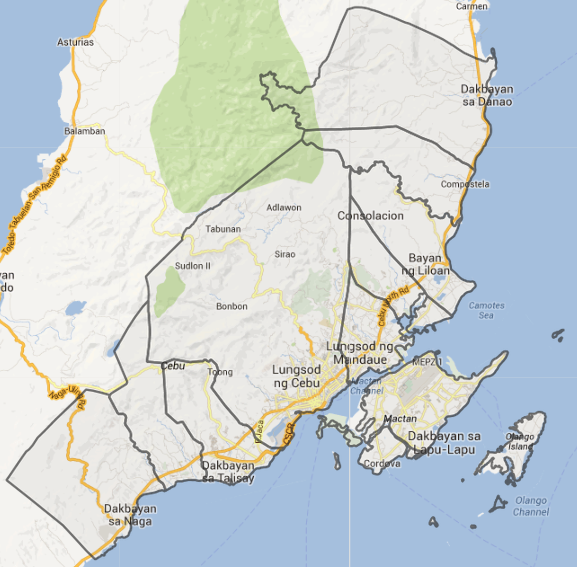 Carmen
Asturias
Dakbayan
sa Danao
Balamban
Toledo-Tabuelan-San Remigio Rd
Compostela
Adlawon
Consolacion
Tabunan
Sirao
Bayan
ng Liloan
Sudlon II
yan
do
Cebu North Rd
Bonbon
Camotes
Sea
Lungsod ng
Mandaue
MEPZ 1
Cebu
Toong
Lungsod
ng Cebu
Mactan
Channel
Naga-Uling
Rd
Mactan
CSCR
Dakbayan sa
Lapu-Lapu
Olango
Island
Cordova
Dakbayan
sa Talisay
Dakbayan
sa Naga
Olango
Channel